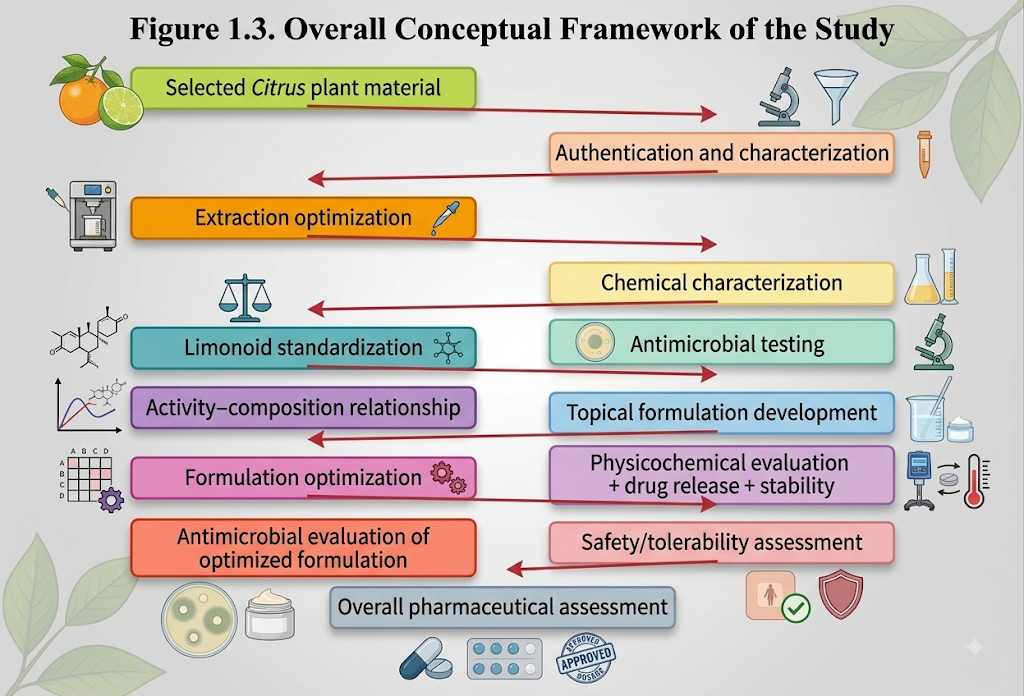 Figure 1.3. Overall Conceptual Framework of the Study
Selected Citrus plant material
Authentication and characterization
Extraction optimization
Chemical characterization
Limonoid standardization
Antimicrobial testing
Activity–composition relationship
Topical formulation development
A B C D
A
B
C
D
Formulation optimization
Physicochemical evaluation
+ drug release + stability
Antimicrobial evaluation of
optimized formulation
Safety/tolerability assessment
Overall pharmaceutical assessment
APPROVED
APPROVED
DOSAGE